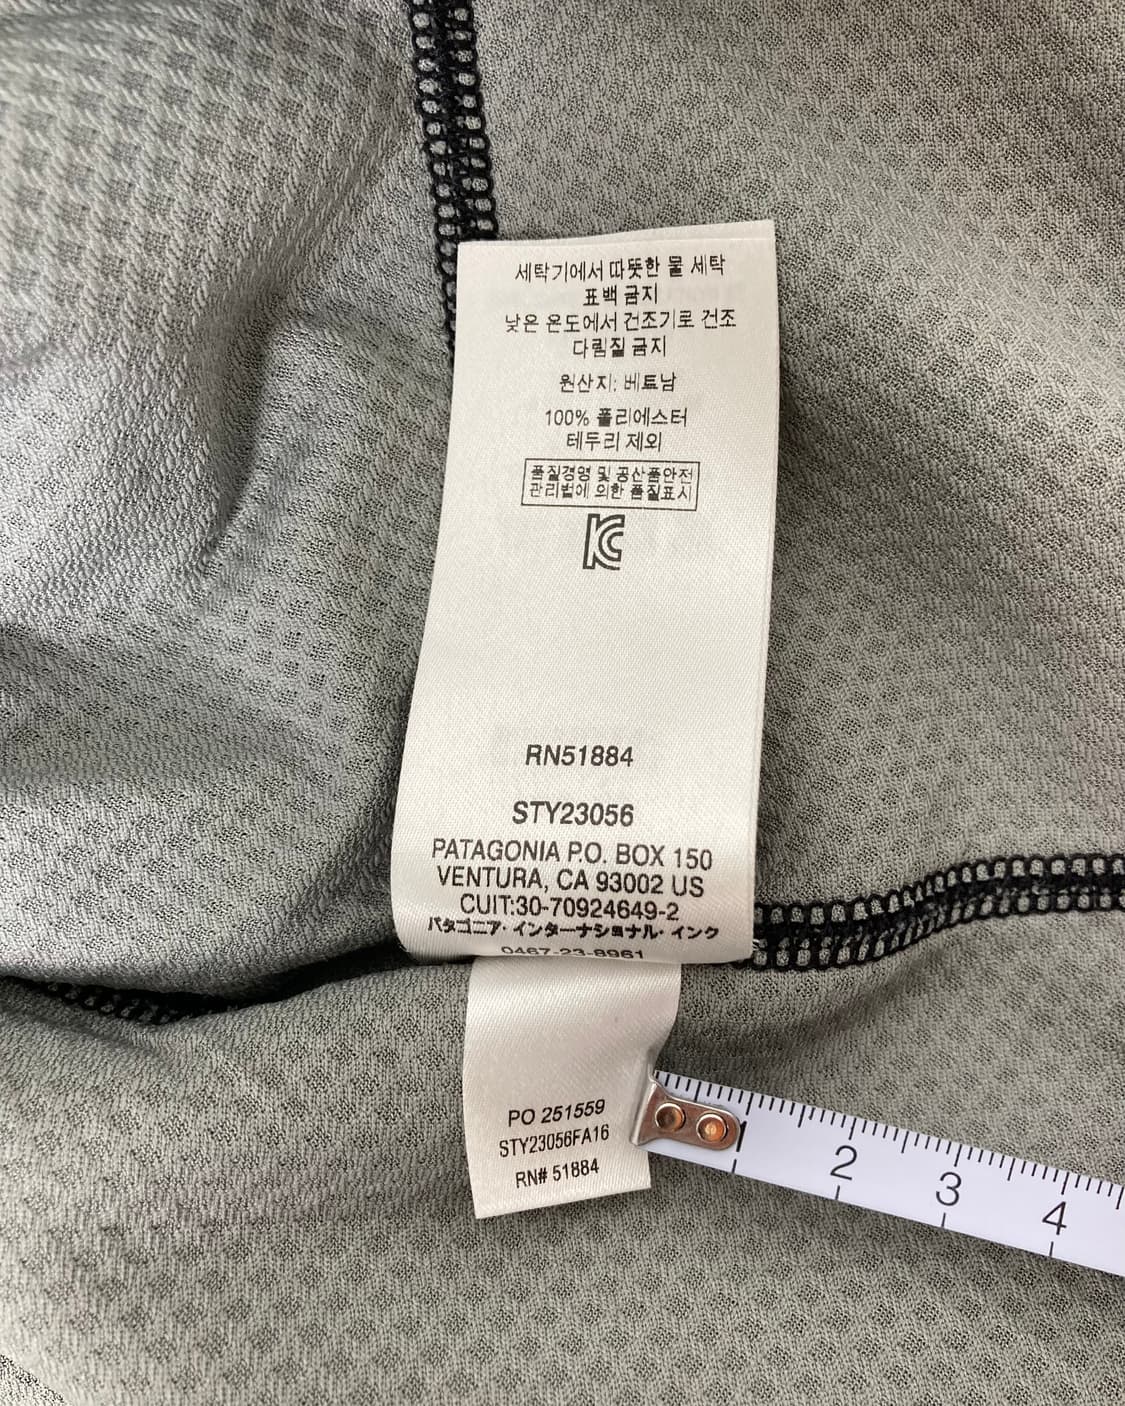 세탁기에서 따뜻한 물 세탁
표백 금지
낮은 온도에서 건조기로 건조
다림질 금지
원산지: 베트남
100% 폴리에스터
테두리 제외
품질경영 및 공산품안전
관리법에 의한 품질표시
KC
RN51884
STY23056
PATAGONIA P.O. BOX 150
VENTURA, CA 93002 US
CUIT:30-70924649-2
パタゴニア・インターナショナル・インク
0467-23-8961
PO 251559
STY23056FA16
RN# 51884
1 2 3 4